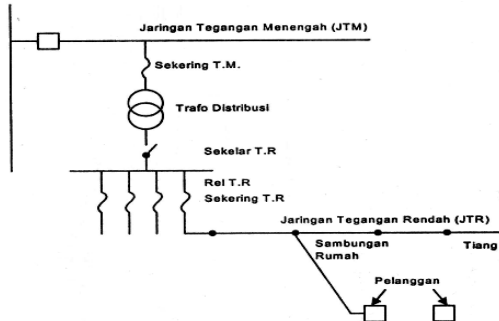 Jaringan Tegangan Menengah (JTM)
Sekering T.M.
Trafo Distribusi
Sekelar T.R
Rel T.R
Sekering T.R
Jaringan Tegangan Rendah (JTR)
Sambungan
Rumah
Tiang
Pelanggan